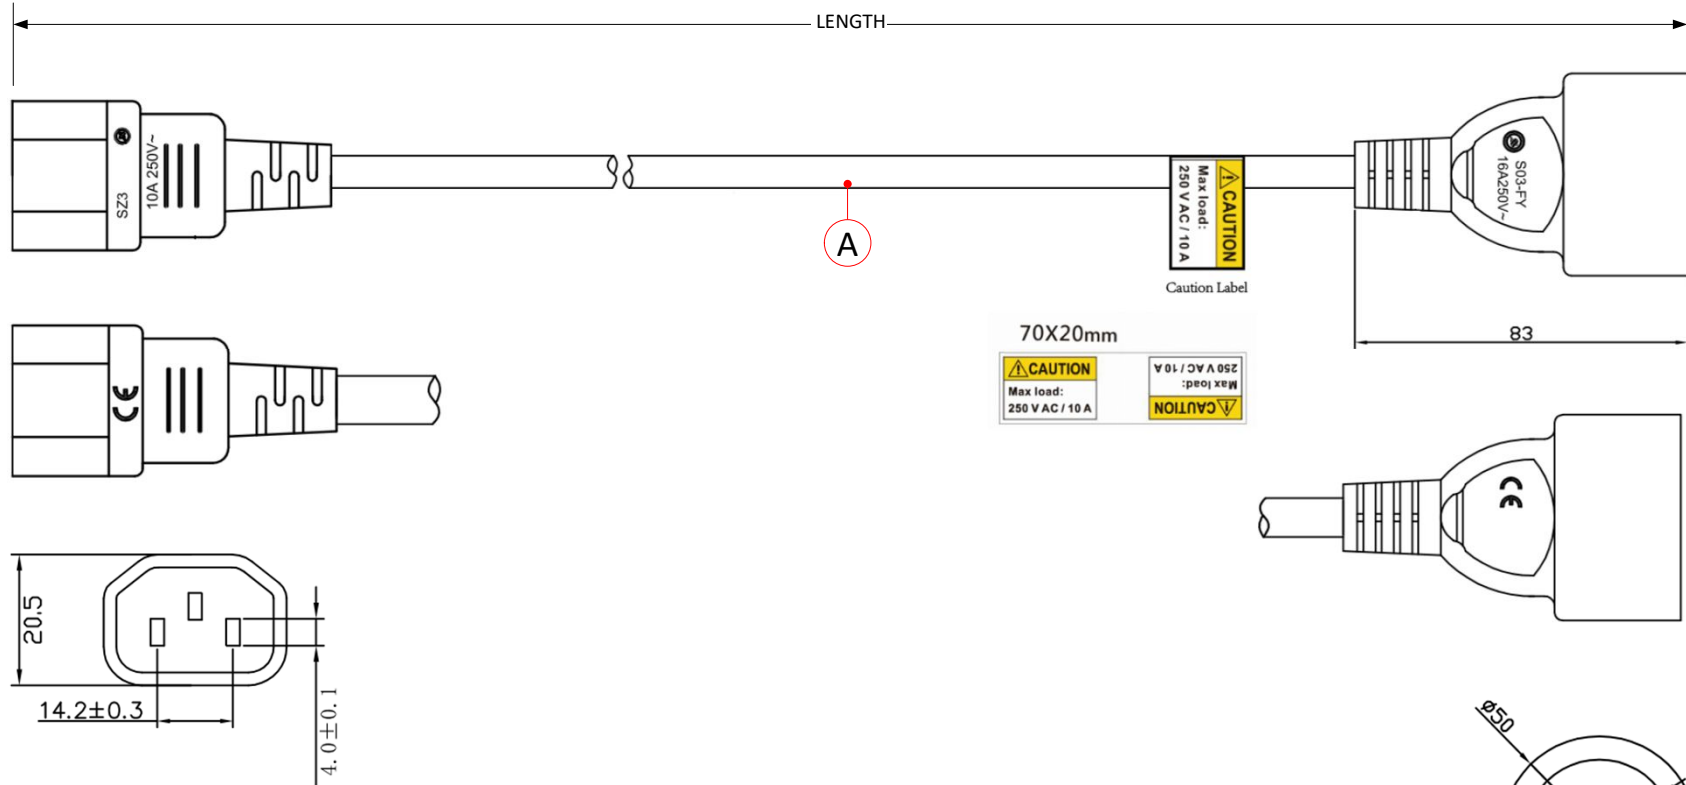 LENGTH
SZ3
10A 250V~
S03-FY
16A250V~
CAUTION
Max load:
250 V AC / 10 A
A
Caution Label
83
70X20mm
CAUTION
Max load:
250 V AC / 10 A
CAUTION
Max load:
250 V AC / 10 A
CE
CE
20.5
14.2±0.3
4.0±0.1
ø50